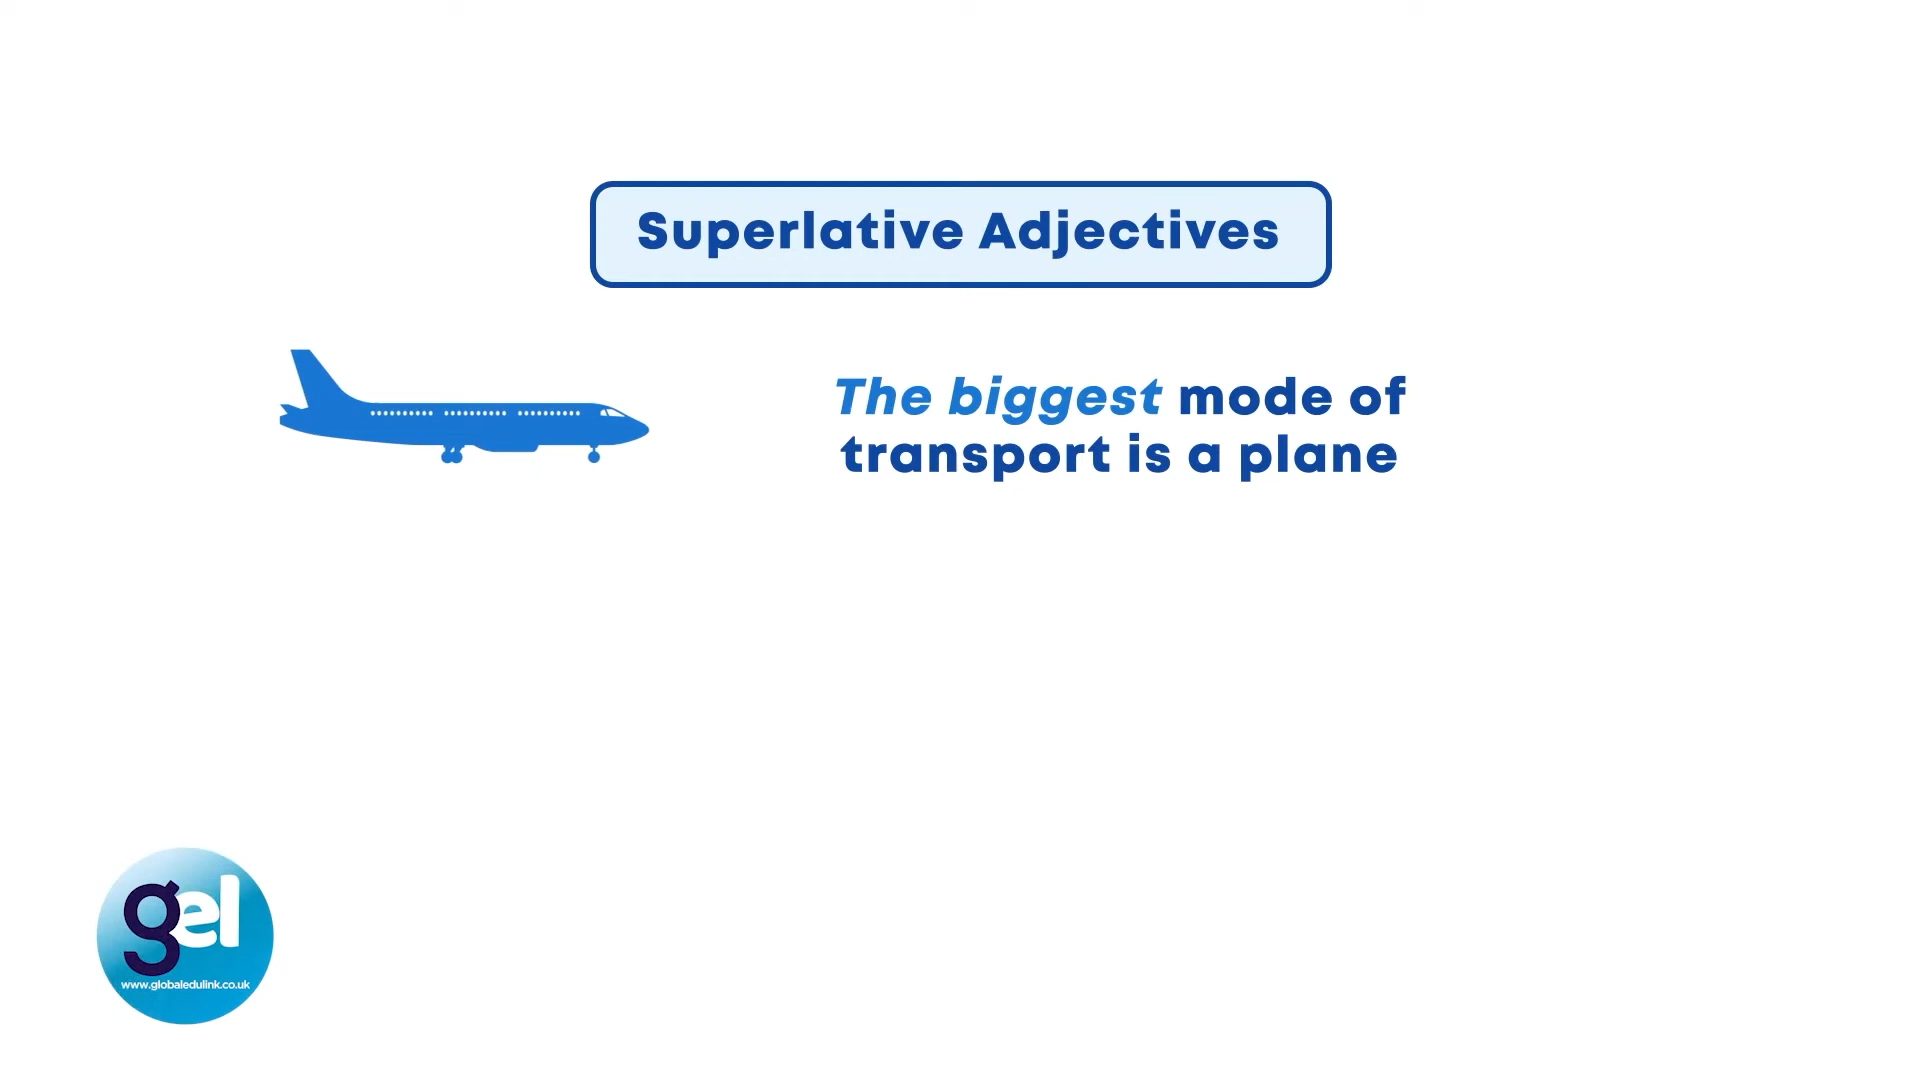 Superlative Adjectives
The biggest mode of
transport is a plane
gel
www.globaledulink.co.uk